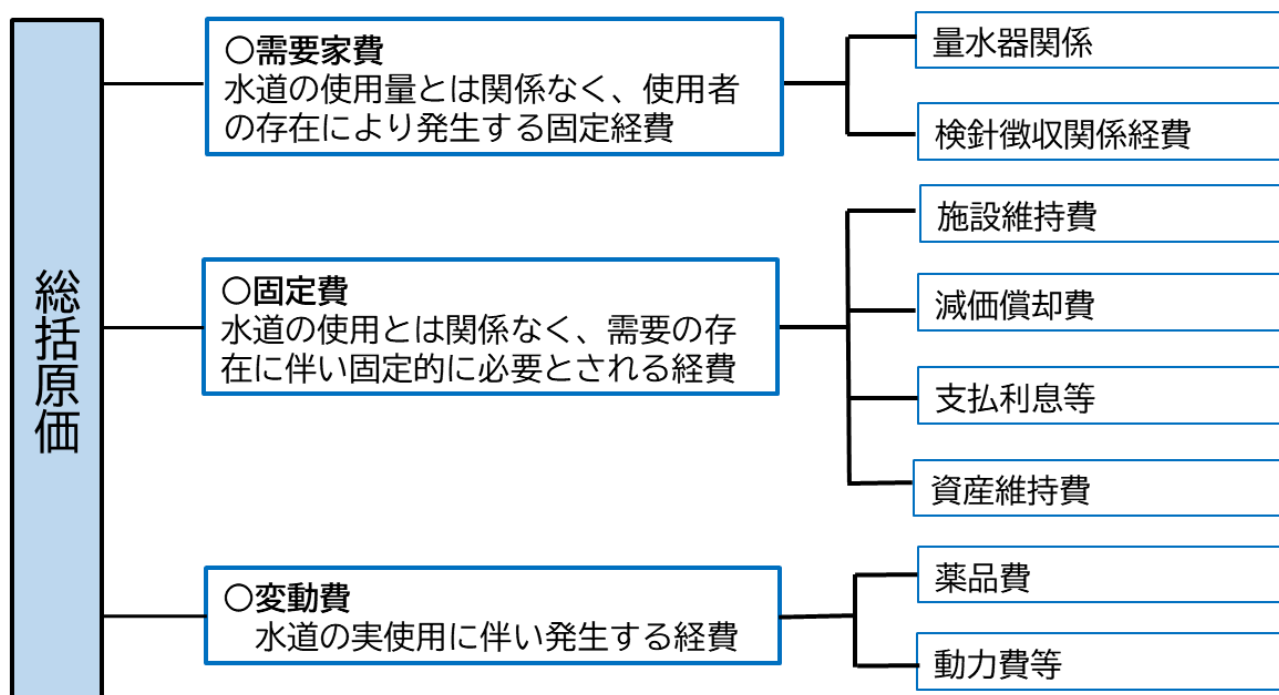 総括原価
〇需要家費
水道の使用量とは関係なく、使用者
の存在により発生する固定経費
量水器関係
検針徴収関係経費
〇固定費
水道の使用とは関係なく、需要の存
在に伴い固定的に必要とされる経費
施設維持費
減価償却費
支払利息等
資産維持費
〇変動費
水道の実使用に伴い発生する経費
薬品費
動力費等